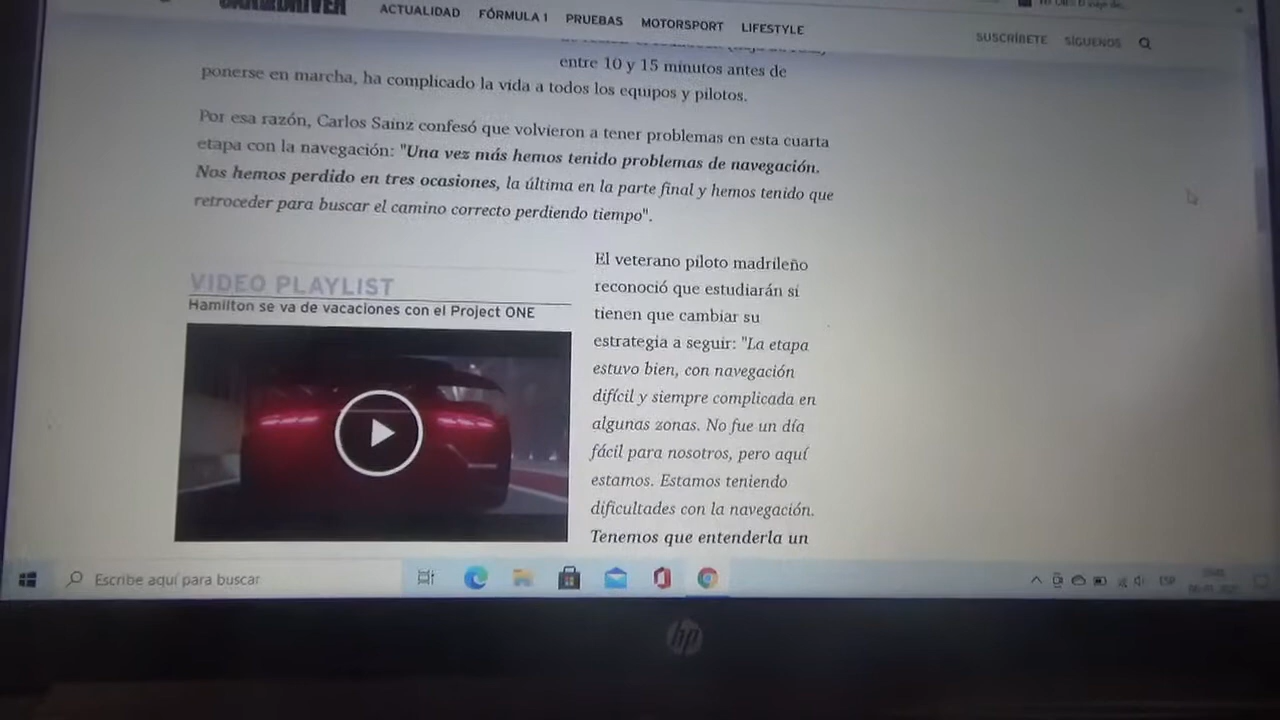 CAR AND DRIVER
ACTUALIDAD FÓRMULA 1 PRUEBAS MOTORSPORT LIFESTYLE
SUSCRÍBETE SÍGUENOS
entre 10 y 15 minutos antes de
ponerse en marcha, ha complicado la vida a todos los equipos y pilotos.
Por esa razón, Carlos Sainz confesó que volvieron a tener problemas en esta cuarta
etapa con la navegación: "Una vez más hemos tenido problemas de navegación.
Nos hemos perdido en tres ocasiones, la última en la parte final y hemos tenido que
retroceder para buscar el camino correcto perdiendo tiempo".
VIDEO PLAYLIST
Hamilton se va de vacaciones con el Project ONE
El veterano piloto madrileño
reconoció que estudiarán si
tienen que cambiar su
estrategia a seguir: "La etapa
estuvo bien, con navegación
difícil y siempre complicada en
algunas zonas. No fue un día
fácil para nosotros, pero aquí
estamos. Estamos teniendo
dificultades con la navegación.
Tenemos que entenderla un
Escribe aquí para buscar
ESP
hp